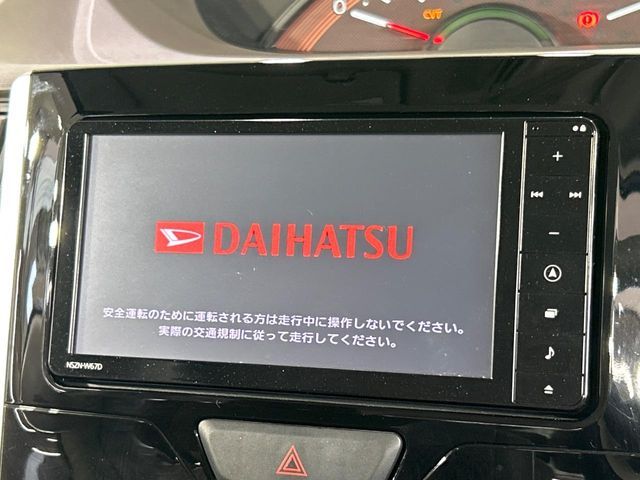 0
DAIHATSU
安全運転のために運転される方は走行中に操作しないでください。
実際の交通規制に従って走行してください。
NSZN-W67D